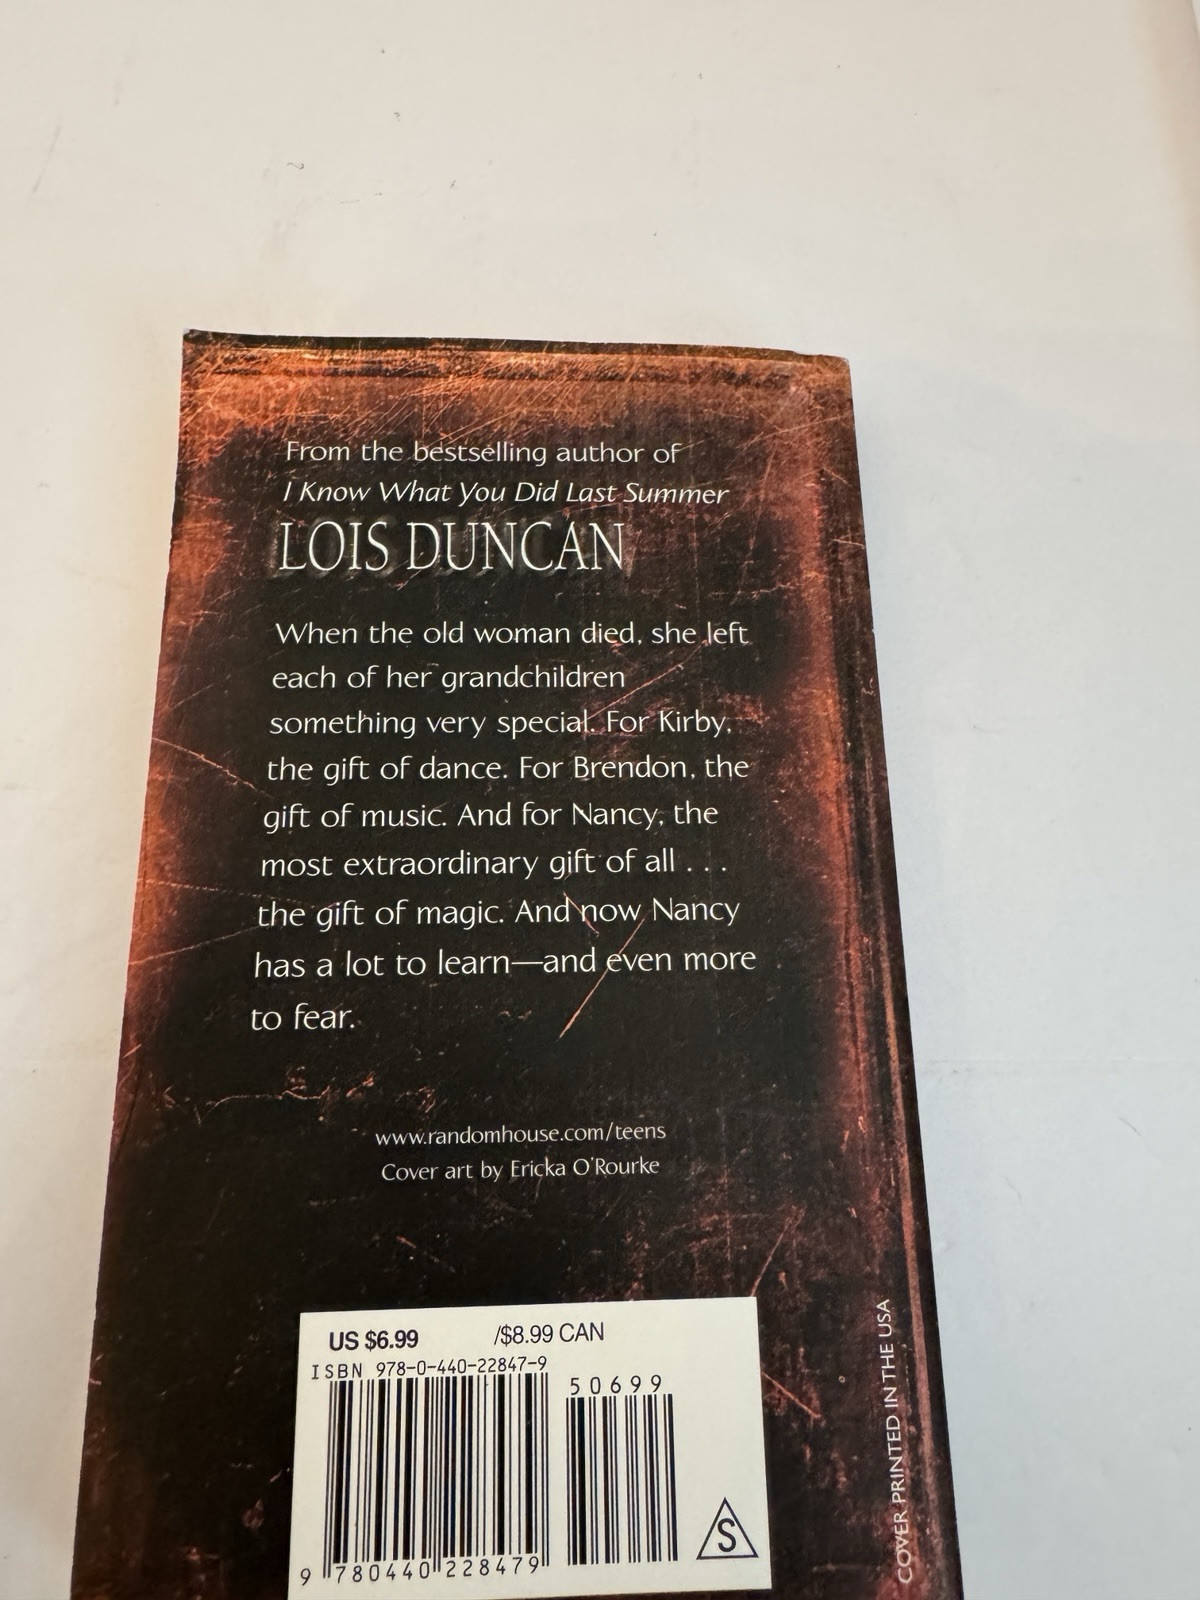 From the bestselling author of
I Know What You Did Last Summer
LOIS DUNCAN
When the old woman died, she left
each of her grandchildren
something very special. For Kirby,
the gift of dance. For Brendon, the
gift of music. And for Nancy, the
most extraordinary gift of all . . .
the gift of magic. And now Nancy
has a lot to learn—and even more
to fear.
www.randomhouse.com/teens
Cover art by Ericka O'Rourke
US $6.99 /$8.99 CAN
ISBN 978-0-440-22847-9
50699
9 780440 228479
S
COVER PRINTED IN THE USA